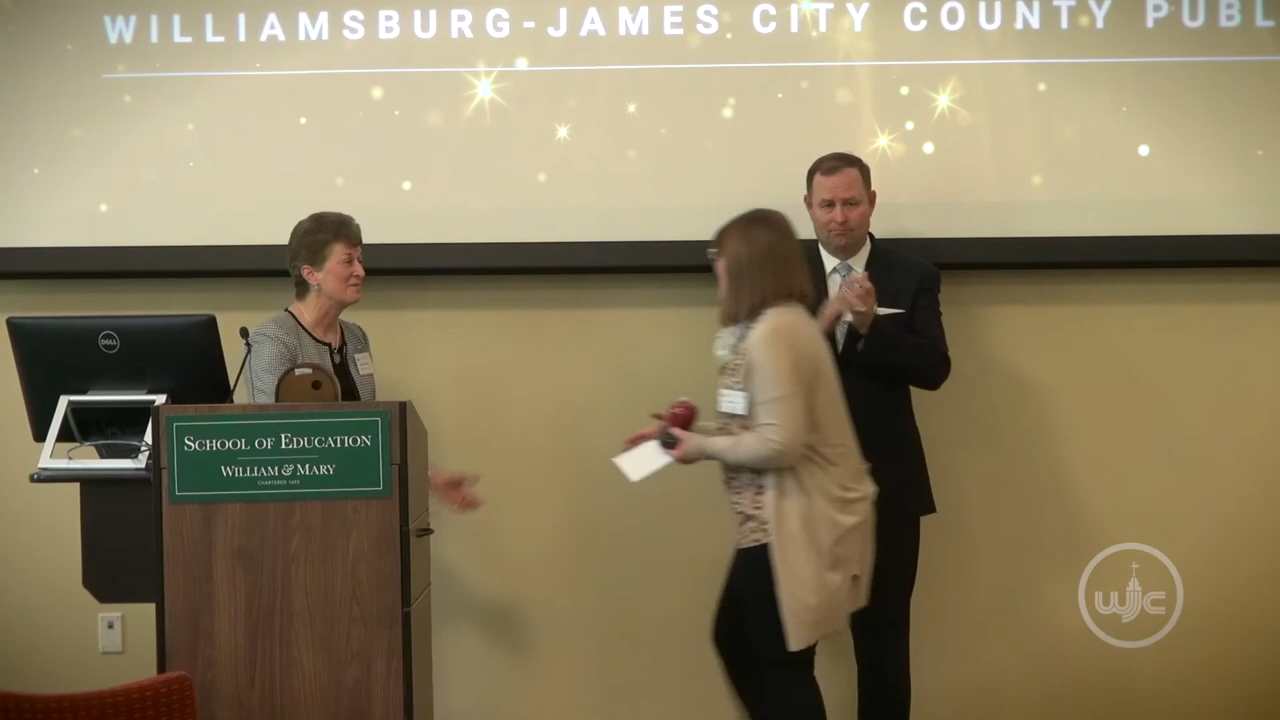 WILLIAMSBURG-JAMES CITY COUNTY PUBL
DELL
SCHOOL OF EDUCATION
WILLIAM & MARY
CHARTERED 1693
WJC